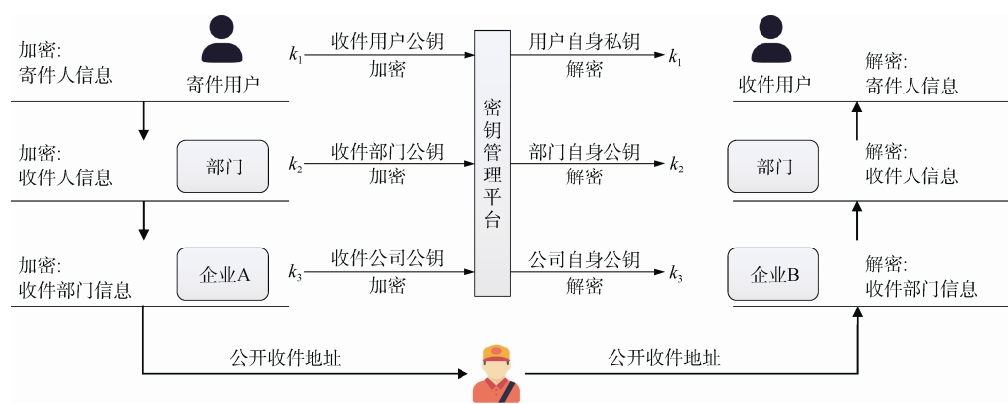 加密:
寄件人信息
寄件用户
k1
收件用户公钥
加密
用户自身私钥
解密
k1
收件用户
解密:
寄件人信息
加密:
收件人信息
部门
k2
收件部门公钥
加密
密钥管理平台
部门自身公钥
解密
k2
部门
解密:
收件人信息
加密:
收件部门信息
企业A
k3
收件公司公钥
加密
公司自身公钥
解密
k3
企业B
解密:
收件部门信息
公开收件地址
公开收件地址